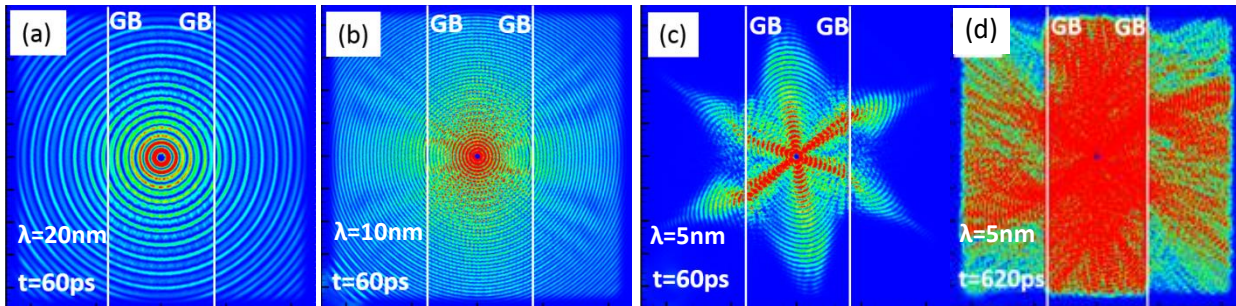 (a) GB GB
λ=20nm
t=60ps
(b) GB GB
λ=10nm
t=60ps
(c) GB GB
λ=5nm
t=60ps
(d) GB GB
λ=5nm
t=620ps